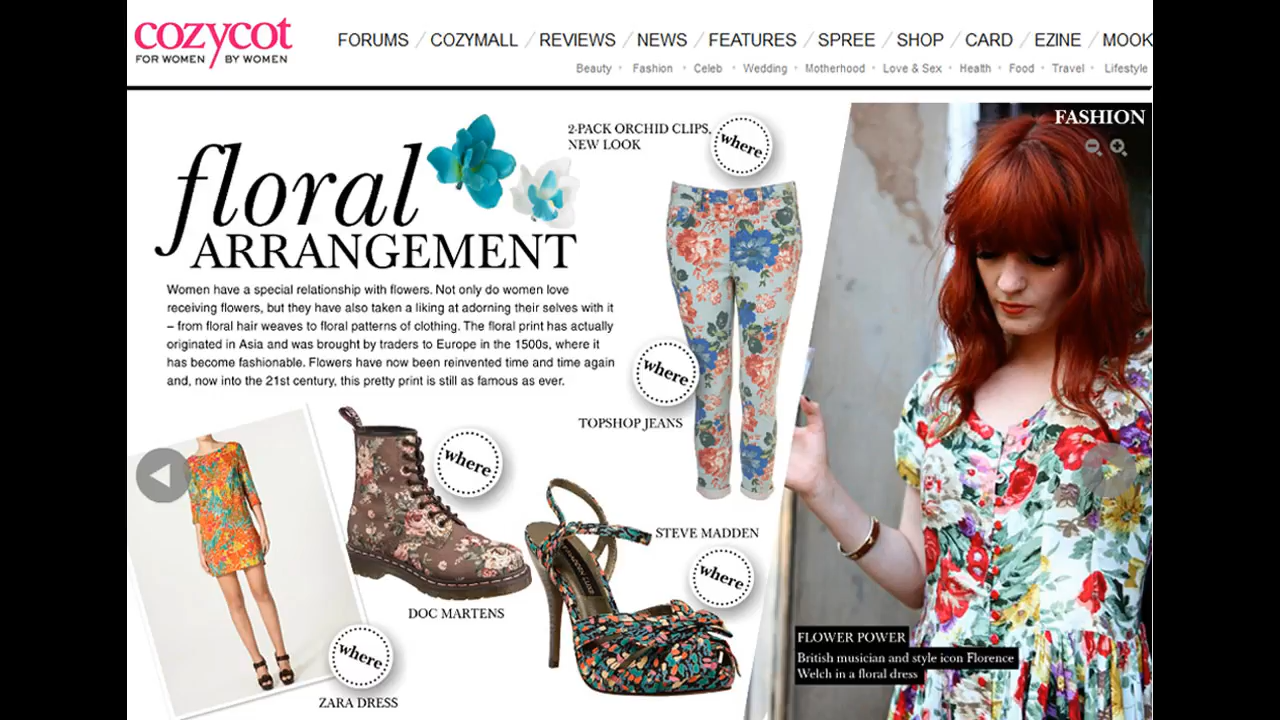 cozycot
FOR WOMEN BY WOMEN
FORUMS / COZYMALL / REVIEWS / NEWS / FEATURES / SPREE / SHOP / CARD / EZINE / MOOK
Beauty • Fashion • Celeb • Wedding • Motherhood • Love & Sex • Health • Food • Travel • Lifestyle
FASHION
floral
ARRANGEMENT
Women have a special relationship with flowers. Not only do women love
receiving flowers, but they have also taken a liking at adorning their selves with it
– from floral hair weaves to floral patterns of clothing. The floral print has actually
originated in Asia and was brought by traders to Europe in the 1500s, where it
has become fashionable. Flowers have now been reinvented time and time again
and, now into the 21st century, this pretty print is still as famous as ever.
2-PACK ORCHID CLIPS,
NEW LOOK
where
where
TOPSHOP JEANS
where
DOC MARTENS
STEVE MADDEN
where
where
ZARA DRESS
FLOWER POWER
British musician and style icon Florence
Welch in a floral dress